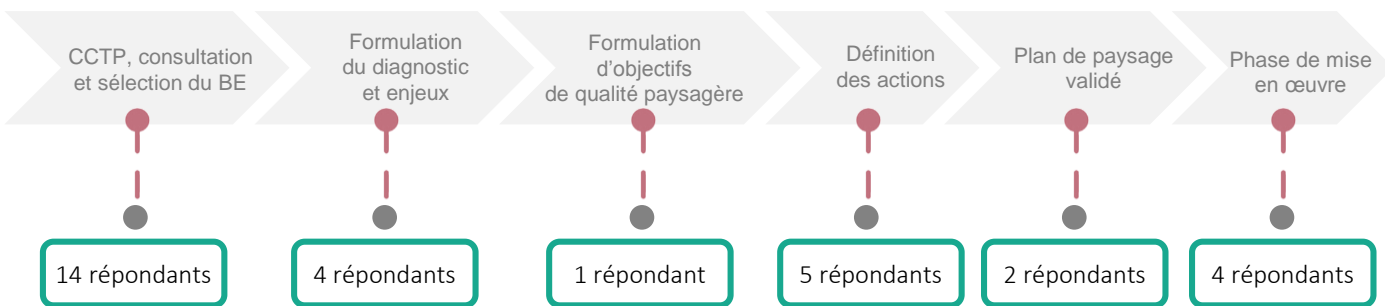 CCTP, consultation
et sélection du BE
Formulation
du diagnostic
et enjeux
Formulation
d'objectifs
de qualité paysagère
Définition
des actions
Plan de paysage
validé
Phase de mise
en œuvre
14 répondants
4 répondants
1 répondant
5 répondants
2 répondants
4 répondants